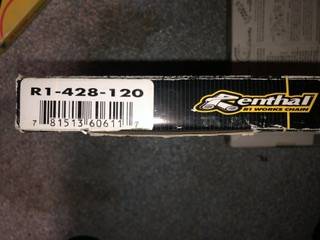 R1-428-120
7 81513 60611 7
Renthal
R1 WORKS CHAIN